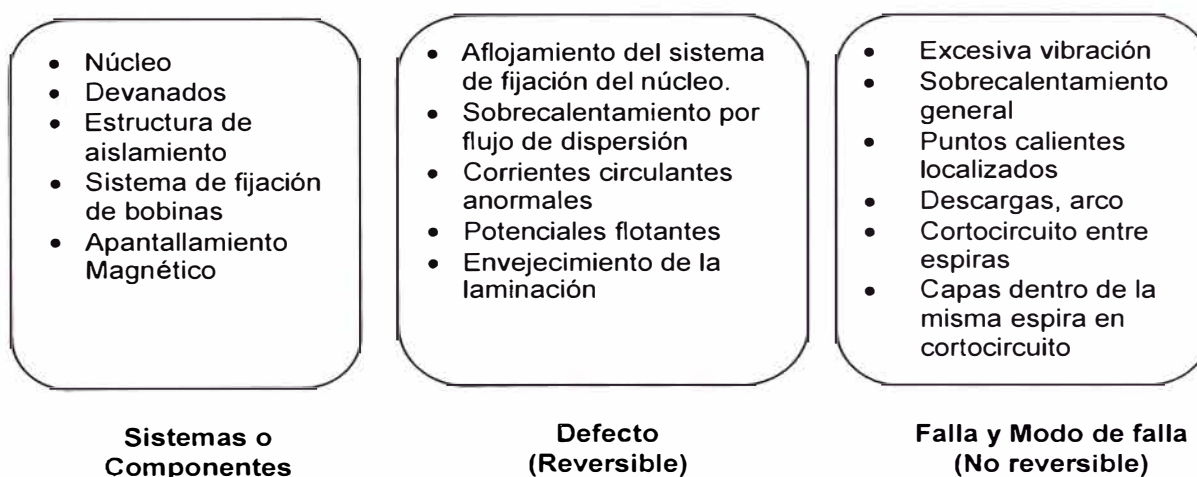 • Núcleo
• Devanados
• Estructura de
aislamiento
• Sistema de fijación
de bobinas
• Apantallamiento
Magnético
• Aflojamiento del sistema
de fijación del núcleo.
• Sobrecalentamiento por
flujo de dispersión
• Corrientes circulantes
anormales
• Potenciales flotantes
• Envejecimiento de la
laminación
• Excesiva vibración
• Sobrecalentamiento
general
• Puntos calientes
localizados
• Descargas, arco
• Cortocircuito entre
espiras
• Capas dentro de la
misma espira en
cortocircuito
Sistemas o
Componentes
Defecto
(Reversible)
Falla y Modo de falla
(No reversible)